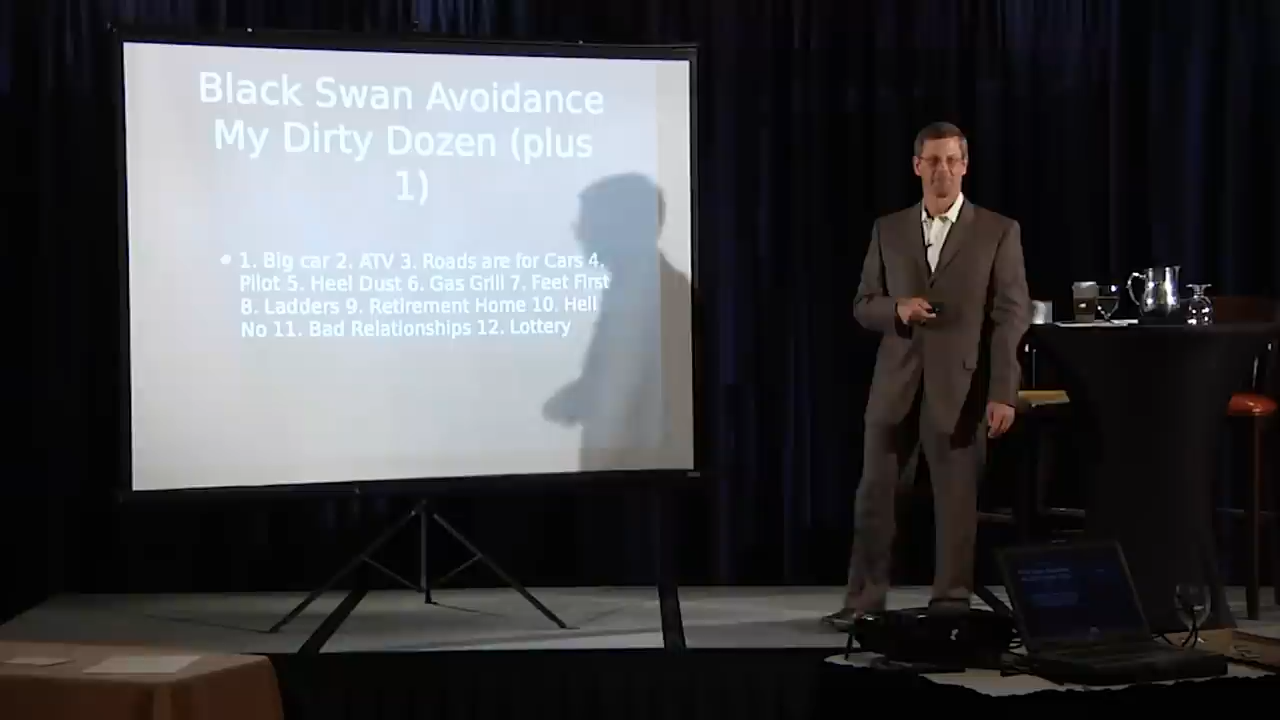 Black Swan Avoidance
My Dirty Dozen (plus
1)
1. Big car 2. ATV 3. Roads are for Cars 4.
Pilot 5. Heel Dust 6. Gas Grill 7. Feet First
8. Ladders 9. Retirement Home 10. Hell
No 11. Bad Relationships 12. Lottery